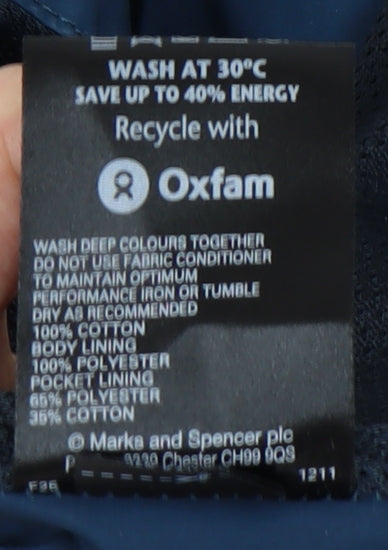 WASH AT 30°C
SAVE UP TO 40% ENERGY
Recycle with
Oxfam
WASH DEEP COLOURS TOGETHER
DO NOT USE FABRIC CONDITIONER
TO MAINTAIN OPTIMUM
PERFORMANCE IRON OR TUMBLE
DRY AS RECOMMENDED
100% COTTON
BODY LINING
100% POLYESTER
POCKET LINING
65% POLYESTER
35% COTTON
© Marks and Spencer plc
Chester CH99 9QS
1211